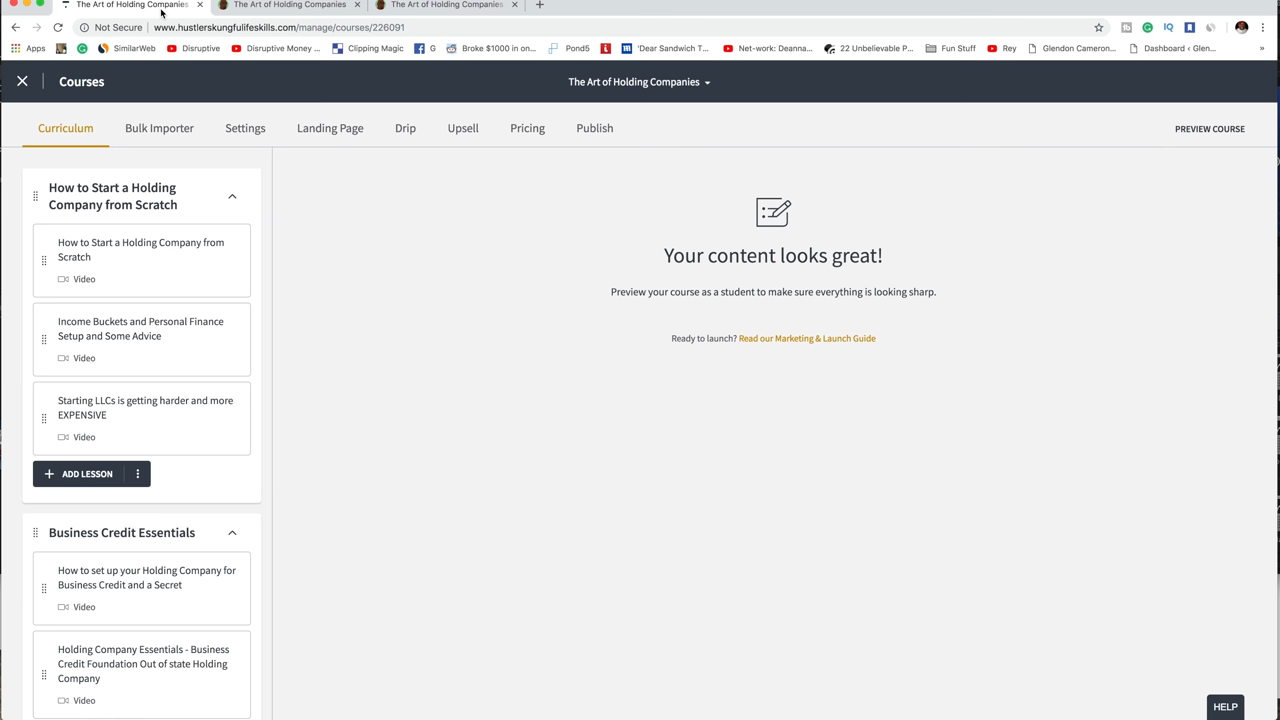 The Art of Holding Companies
The Art of Holding Companies
The Art of Holding Companies
Not Secure
www.hustlerskungfulifeskills.com/manage/courses/226091
Apps
SimilarWeb
Disruptive
Disruptive Money ...
Clipping Magic
G
Broke $1000 in on...
Pond5
'Dear Sandwich T...
Net-work: Deanna...
22 Unbelievable P...
Fun Stuff
Rey
Glendon Cameron...
Dashboard ‹ Glen...
»
Courses
The Art of Holding Companies
Curriculum
Bulk Importer
Settings
Landing Page
Drip
Upsell
Pricing
Publish
PREVIEW COURSE
How to Start a Holding
Company from Scratch
How to Start a Holding Company from
Scratch
Video
Income Buckets and Personal Finance
Setup and Some Advice
Video
Starting LLCs is getting harder and more
EXPENSIVE
Video
ADD LESSON
Business Credit Essentials
How to set up your Holding Company for
Business Credit and a Secret
Video
Holding Company Essentials - Business
Credit Foundation Out of state Holding
Company
Video
Your content looks great!
Preview your course as a student to make sure everything is looking sharp.
Ready to launch? Read our Marketing & Launch Guide
HELP